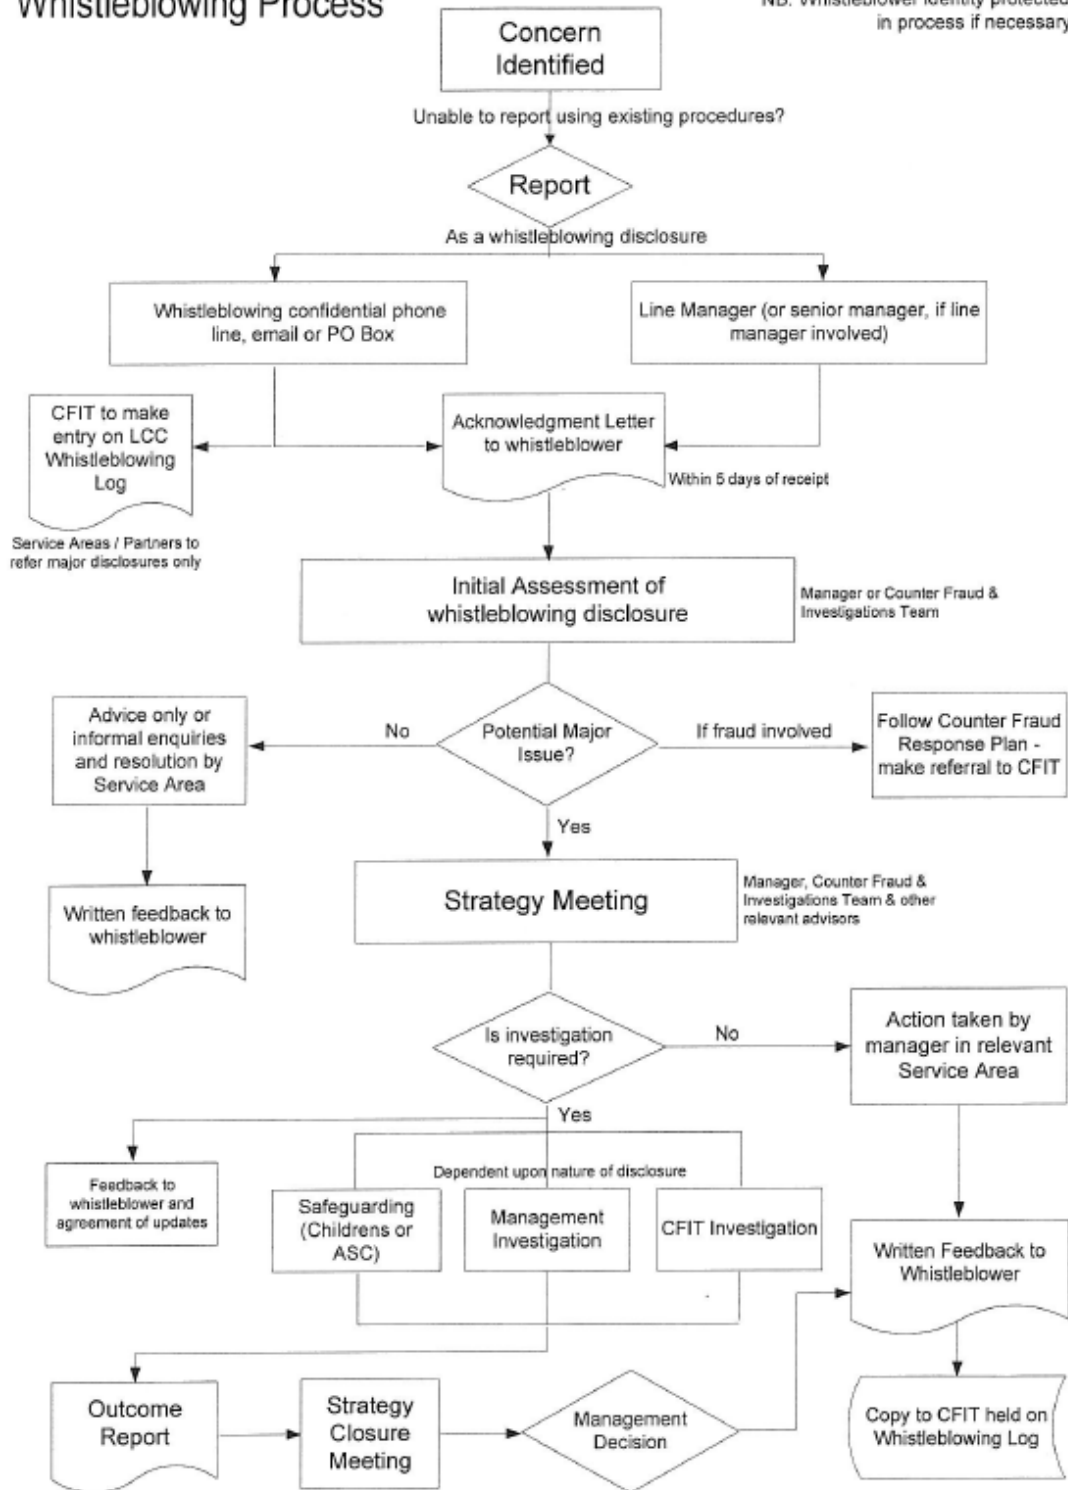 Whistleblowing Process
NB. Whistleblower identity protected
in process if necessary
Concern
Identified
Unable to report using existing procedures?
Report
As a whistleblowing disclosure
Whistleblowing confidential phone
line, email or PO Box
Line Manager (or senior manager, if line
manager involved)
CFIT to make
entry on LCC
Whistleblowing
Log
Acknowledgment Letter
to whistleblower
Within 5 days of receipt
Service Areas / Partners to
refer major disclosures only
Initial Assessment of
whistleblowing disclosure
Manager or Counter Fraud &
Investigations Team
Advice only or
informal enquiries
and resolution by
Service Area
No
Potential Major
Issue?
If fraud involved
Follow Counter Fraud
Response Plan -
make referral to CFIT
Yes
Written feedback to
whistleblower
Strategy Meeting
Manager, Counter Fraud &
Investigations Team & other
relevant advisors
Is investigation
required?
No
Action taken by
manager in relevant
Service Area
Yes
Dependent upon nature of disclosure
Feedback to
whistleblower and
agreement of updates
Safeguarding
(Childrens or
ASC)
Management
Investigation
CFIT Investigation
Written Feedback to
Whistleblower
Outcome
Report
Strategy
Closure
Meeting
Management
Decision
Copy to CFIT held on
Whistleblowing Log